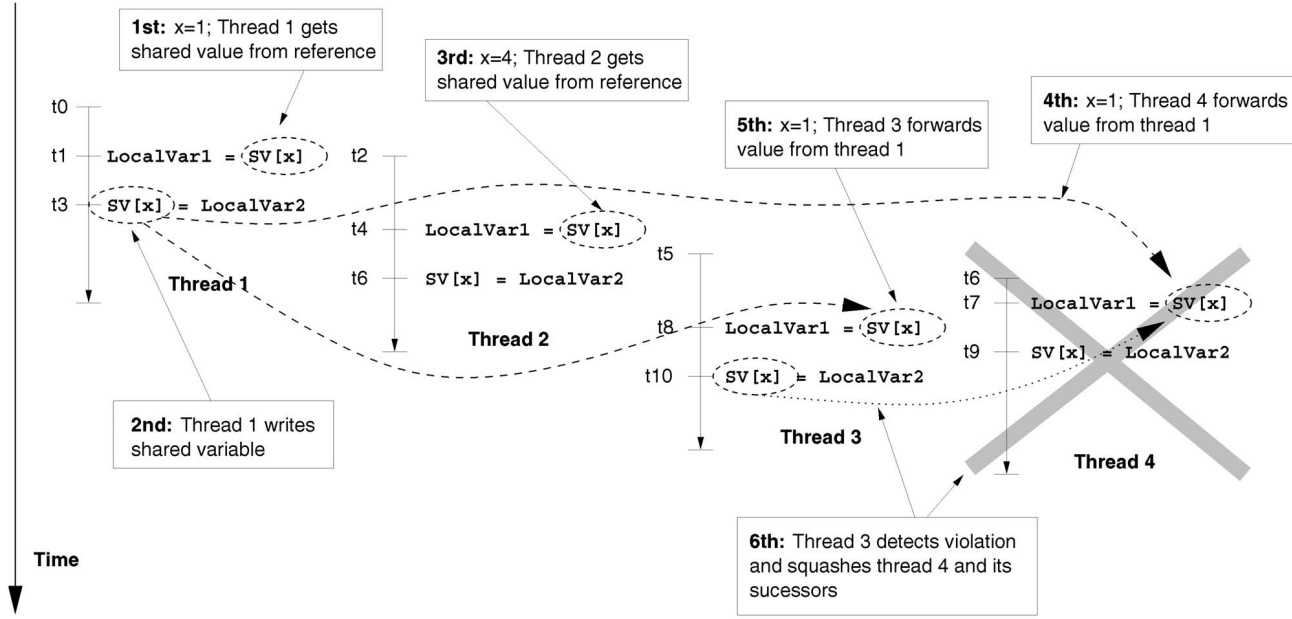 1st: x=1; Thread 1 gets
shared value from reference
3rd: x=4; Thread 2 gets
shared value from reference
5th: x=1; Thread 3 forwards
value from thread 1
4th: x=1; Thread 4 forwards
value from thread 1
t0
t1
LocalVar1 = SV[x]
t3
SV[x] = LocalVar2
Thread 1
t2
t4
LocalVar1 = SV[x]
t6
SV[x] = LocalVar2
Thread 2
t5
t8
LocalVar1 = SV[x]
t10
SV[x] = LocalVar2
Thread 3
t6
t7
LocalVar1 = SV[x]
t9
SV[x] = LocalVar2
Thread 4
2nd: Thread 1 writes
shared variable
6th: Thread 3 detects violation
and squashes thread 4 and its
sucessors
Time